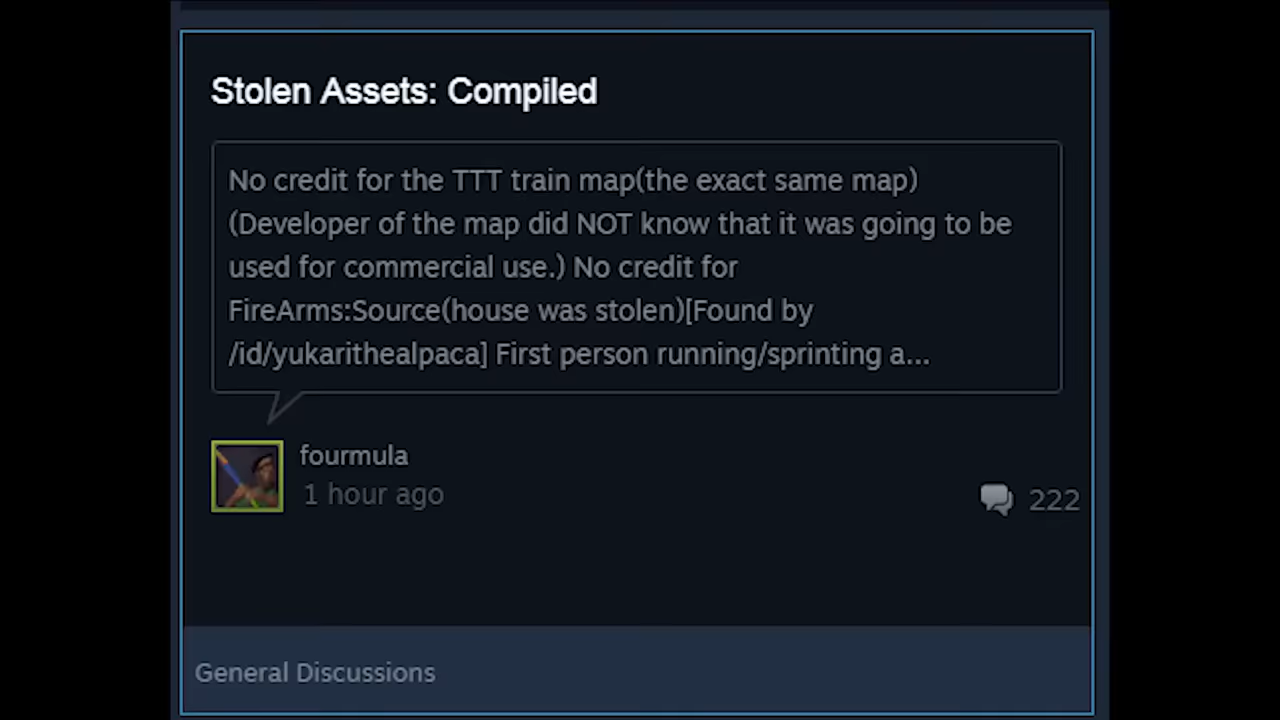 Stolen Assets: Compiled
No credit for the TTT train map(the exact same map)
(Developer of the map did NOT know that it was going to be
used for commercial use.) No credit for
FireArms:Source(house was stolen)[Found by
/id/yukarithealpaca] First person running/sprinting a...
fourmula
1 hour ago
222
General Discussions